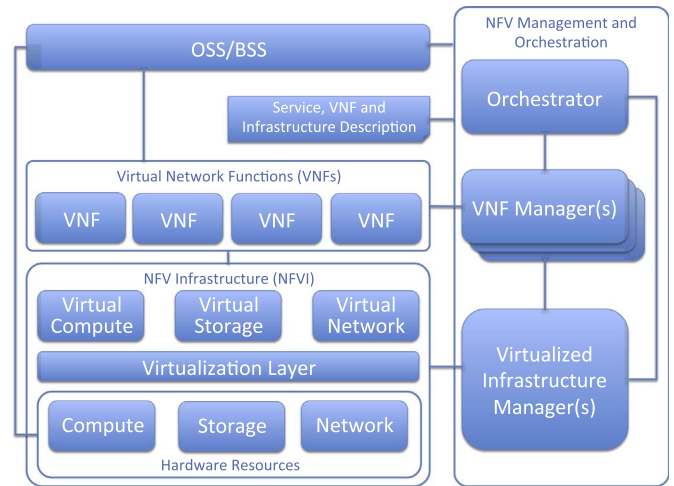 OSS/BSS
NFV Management and
Orchestration
Orchestrator
Service, VNF and
Infrastructure Description
Virtual Network Functions (VNFs)
VNF VNF VNF VNF
VNF Manager(s)
NFV Infrastructure (NFVI)
Virtual
Compute
Virtual
Storage
Virtual
Network
Virtualization Layer
Virtualized
Infrastructure
Manager(s)
Compute Storage Network
Hardware Resources